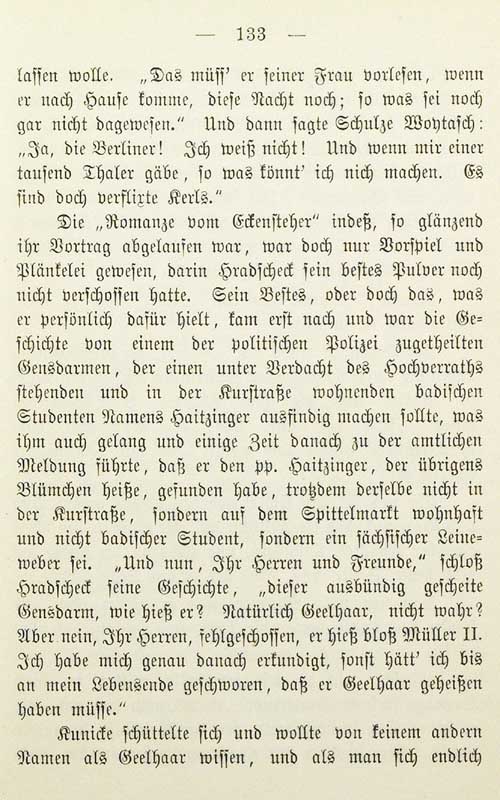 — 133 —
lassen wolle. „Das müss' er seiner Frau vorlesen, wenn
er nach Hause komme, diese Nacht noch; so was sei noch
gar nicht dagewesen.“ Und dann sagte Schulze Woytasch:
„Ja, die Berliner! Ich weiß nicht! Und wenn mir einer
tausend Thaler gäbe, so was könnt' ich nich machen. Es
sind doch verflixte Kerls.“
Die „Romanze vom Eckensteher“ indeß, so glänzend
ihr Vortrag abgelaufen war, war doch nur Vorspiel und
Plänkelei gewesen, darin Hradscheck sein bestes Pulver noch
nicht verschossen hatte. Sein Bestes, oder doch das, was
er persönlich dafür hielt, kam erst nach und war die Ge-
schichte von einem der politischen Polizei zugetheilten
Gensdarmen, der einen unter Verdacht des Hochverraths
stehenden und in der Kurstraße wohnenden badischen
Studenten Namens Haitzinger ausfindig machen sollte, was
ihm auch gelang und einige Zeit danach zu der amtlichen
Meldung führte, daß er den pp. Haitzinger, der übrigens
Blümchen heiße, gefunden habe, trotzdem derselbe nicht in
der Kurstraße, sondern auf dem Spittelmarkt wohnhaft
und nicht badischer Student, sondern ein sächsischer Leine-
weber sei. „Und nun, Ihr Herren und Freunde,“ schloß
Hradscheck seine Geschichte, „dieser ausbündig gescheite
Gensdarm, wie hieß er? Natürlich Geelhaar, nicht wahr?
Aber nein, Ihr Herren, fehlgeschossen, er hieß bloß Müller II.
Ich habe mich genau danach erkundigt, sonst hätt' ich bis
an mein Lebensende geschworen, daß er Geelhaar geheißen
haben müsse.“
Kunicke schüttelte sich und wollte von keinem andern
Namen als Geelhaar wissen, und als man sich endlich